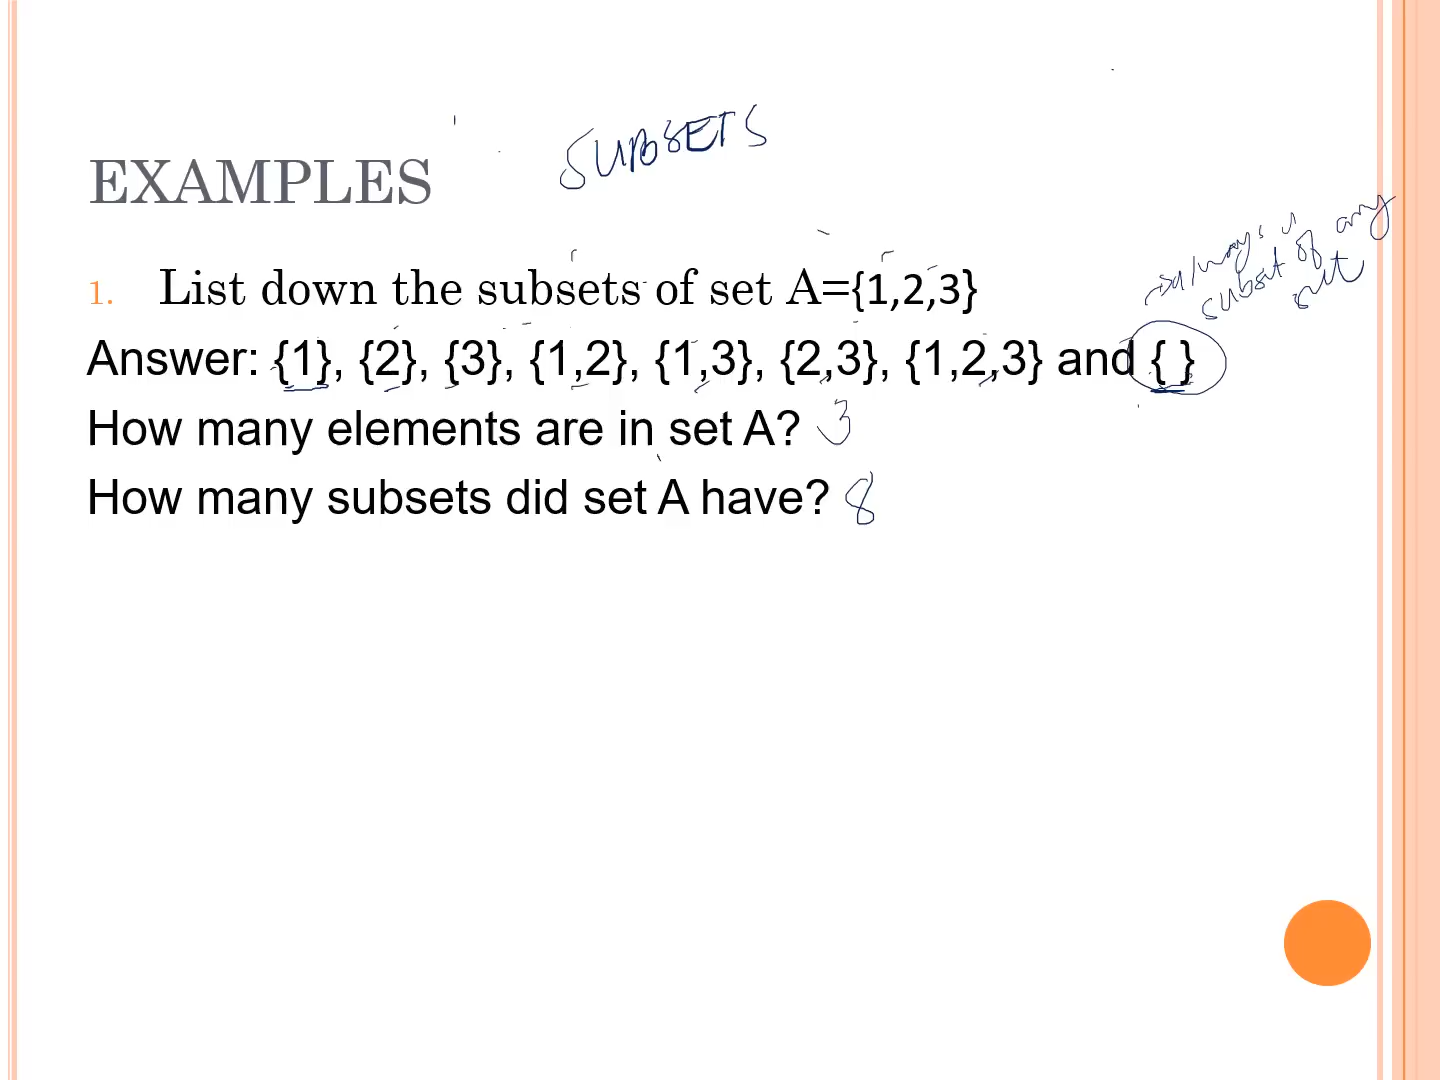 SUBSETS
EXAMPLES
→ always a
subset of any
set
1. List down the subsets of set A={1,2,3}
Answer: {1}, {2}, {3}, {1,2}, {1,3}, {2,3}, {1,2,3} and { }
How many elements are in set A? 3
How many subsets did set A have? 8